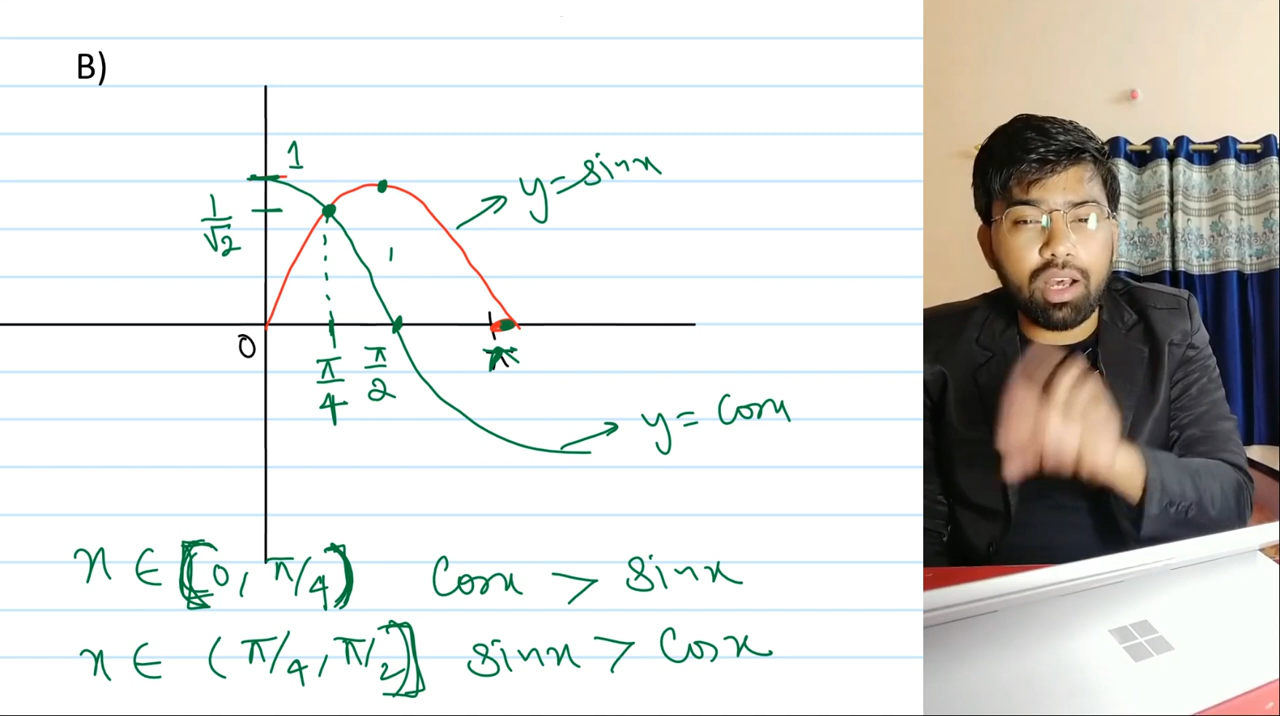 B)
1
y=sinx
1/√2
0
π/4
π/2
π
y= cosx
x ∈ [0, π/4) cosx > sinx
x ∈ (π/4, π/2] sinx > cosx